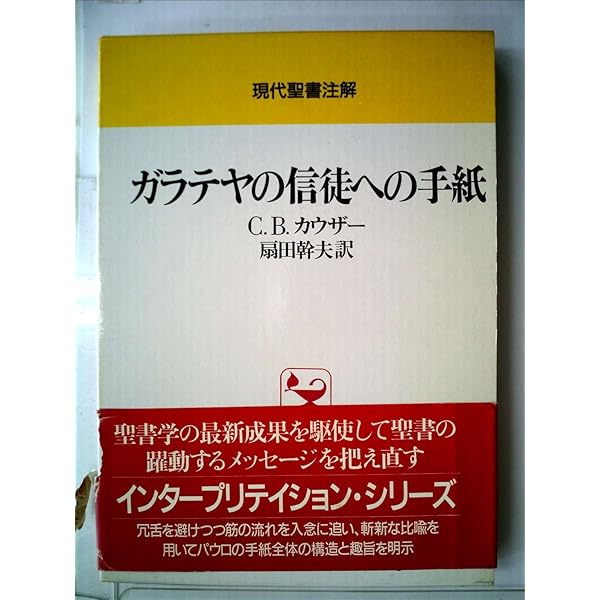 現代聖書注解
ガラテヤの信徒への手紙
C.B.カウザー
扇田幹夫訳
聖書学の最新成果を駆使して聖書の
躍動するメッセージを把え直す
インタープリテイション・シリーズ
冗舌を避けつつ筋の流れを入念に追い、斬新な比喩を
用いてパウロの手紙全体の構造と趣旨を明示